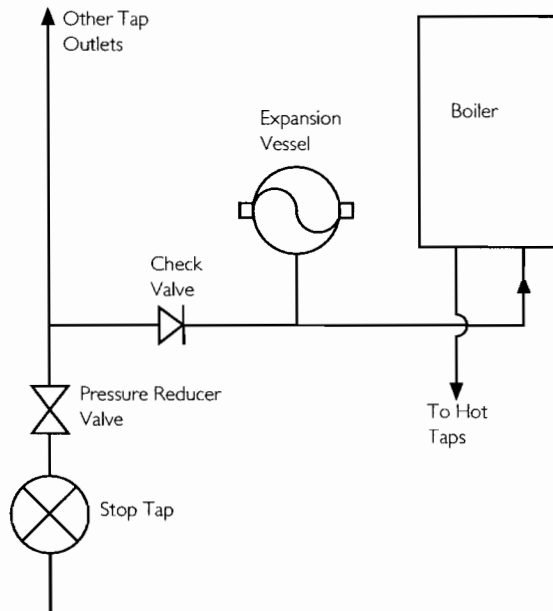 Other Tap
Outlets
Expansion
Vessel
Boiler
Check
Valve
Pressure Reducer
Valve
To Hot
Taps
Stop Tap